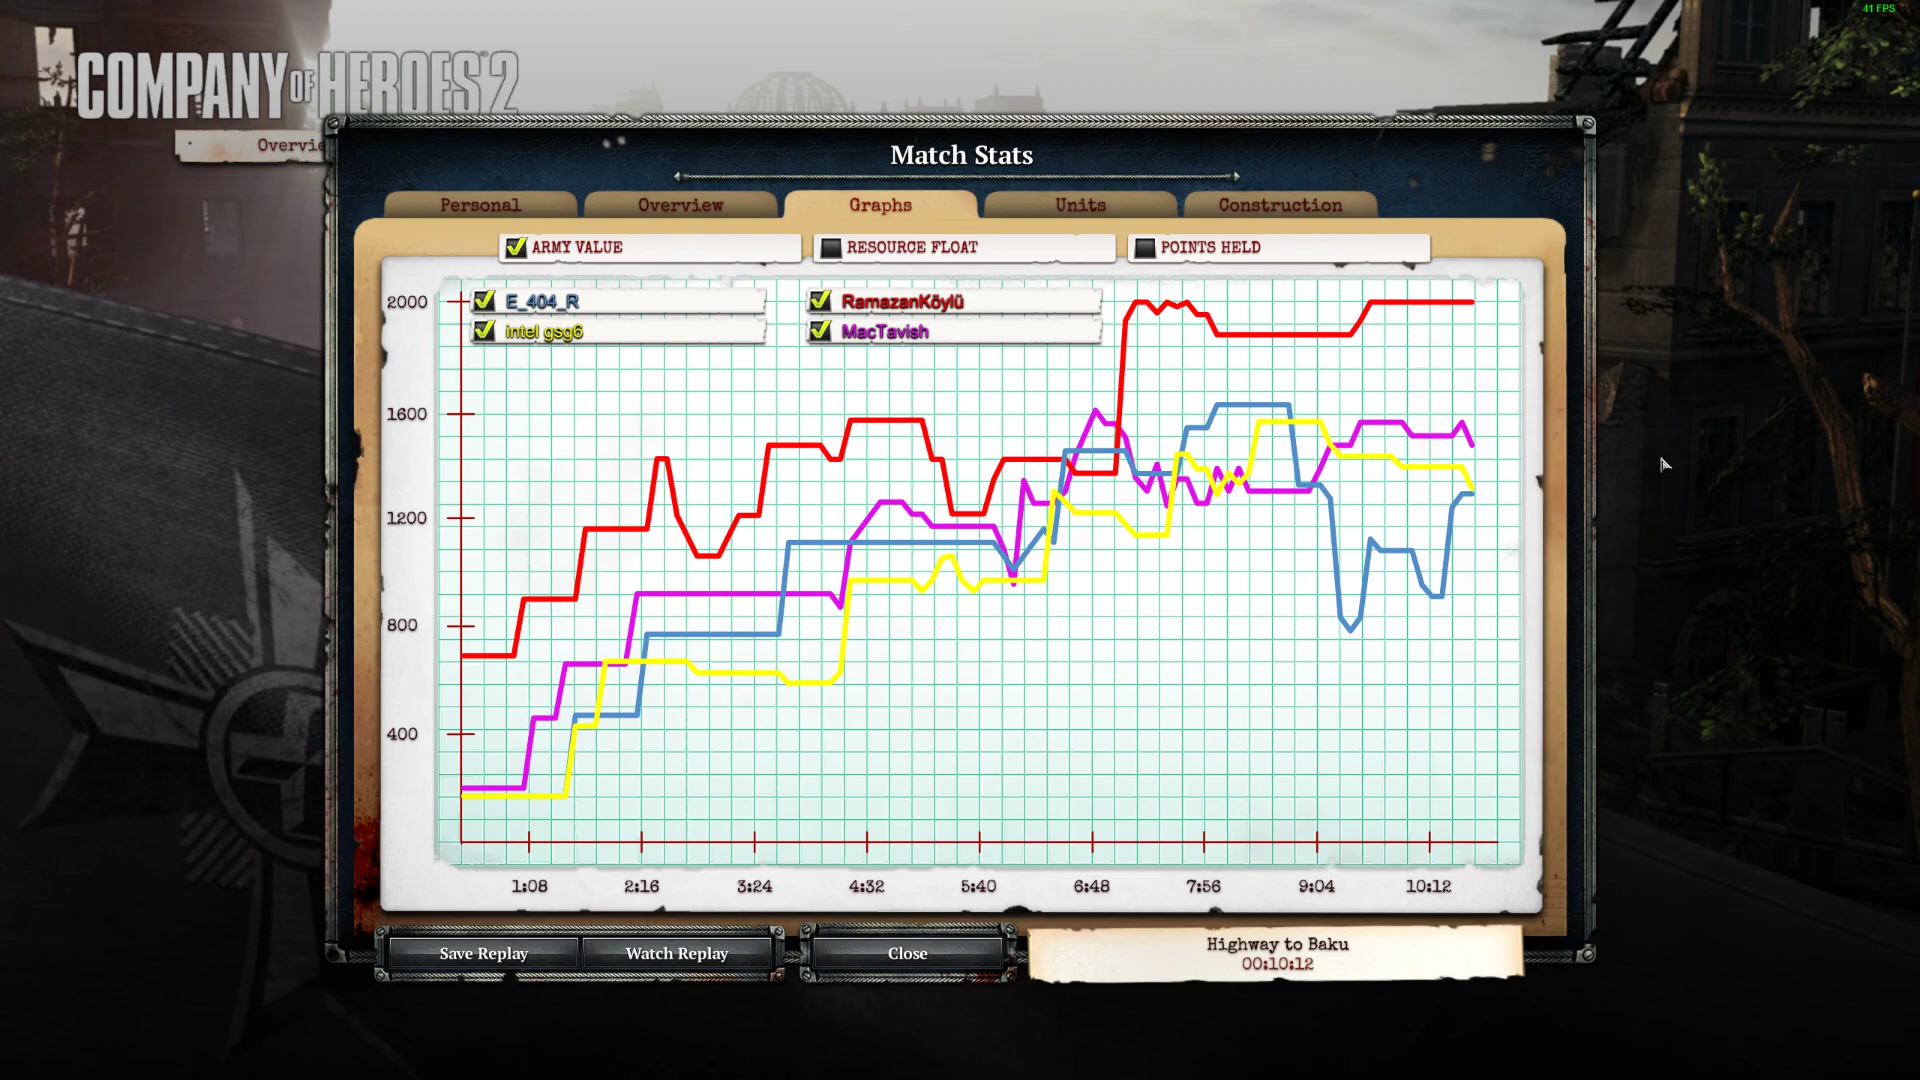 41 FPS
COMPANY OF HEROES 2
Overvie
Match Stats
Personal Overview Graphs Units Construction
ARMY VALUE RESOURCE FLOAT POINTS HELD
E_404_R RamazanKöylü
intel gsg6 MacTavish
2000
1600
1200
800
400
1:08 2:16 3:24 4:32 5:40 6:48 7:56 9:04 10:12
Save Replay Watch Replay Close
Highway to Baku
00:10:12